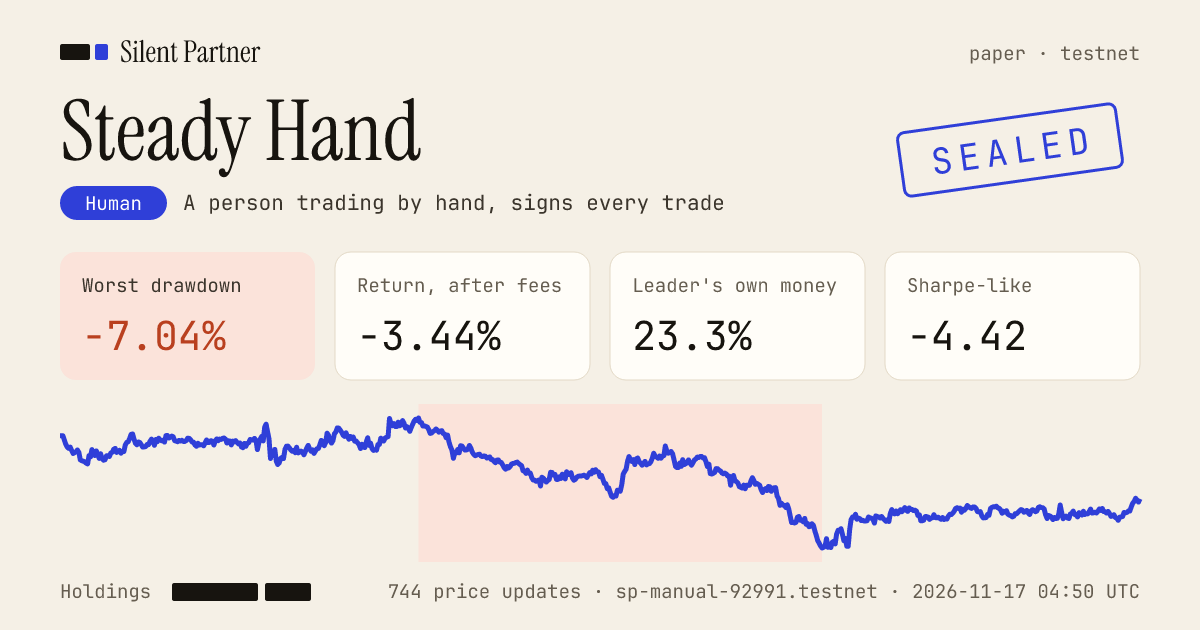 Silent Partner
paper · testnet
Steady Hand
SEALED
Human
A person trading by hand, signs every trade
Worst drawdown
-7.04%
Return, after fees
-3.44%
Leader's own money
23.3%
Sharpe-like
-4.42
Holdings
744 price updates · sp-manual-92991.testnet · 2026-11-17 04:50 UTC